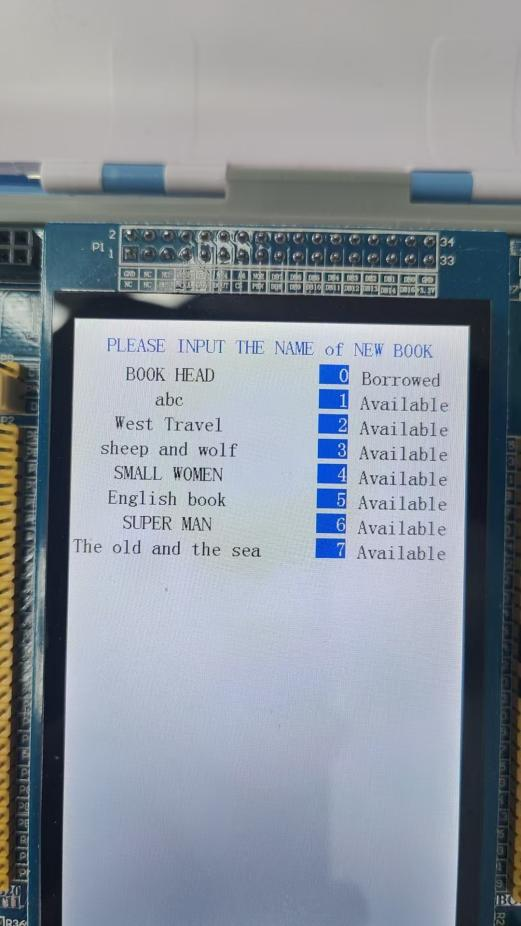 2 34
P1 1 33
PLEASE INPUT THE NAME of NEW BOOK
BOOK HEAD 0 Borrowed
abc 1 Available
West Travel 2 Available
sheep and wolf 3 Available
SMALL WOMEN 4 Available
English book 5 Available
SUPER MAN 6 Available
The old and the sea 7 Available